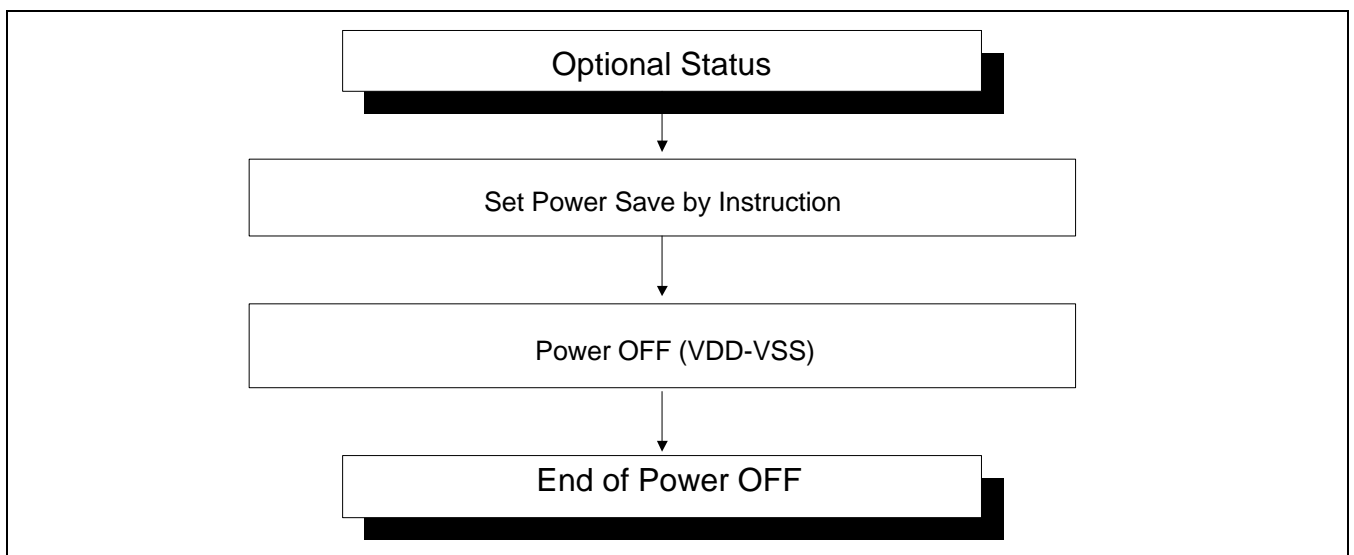 Optional Status
Set Power Save by Instruction
Power OFF (VDD-VSS)
End of Power OFF